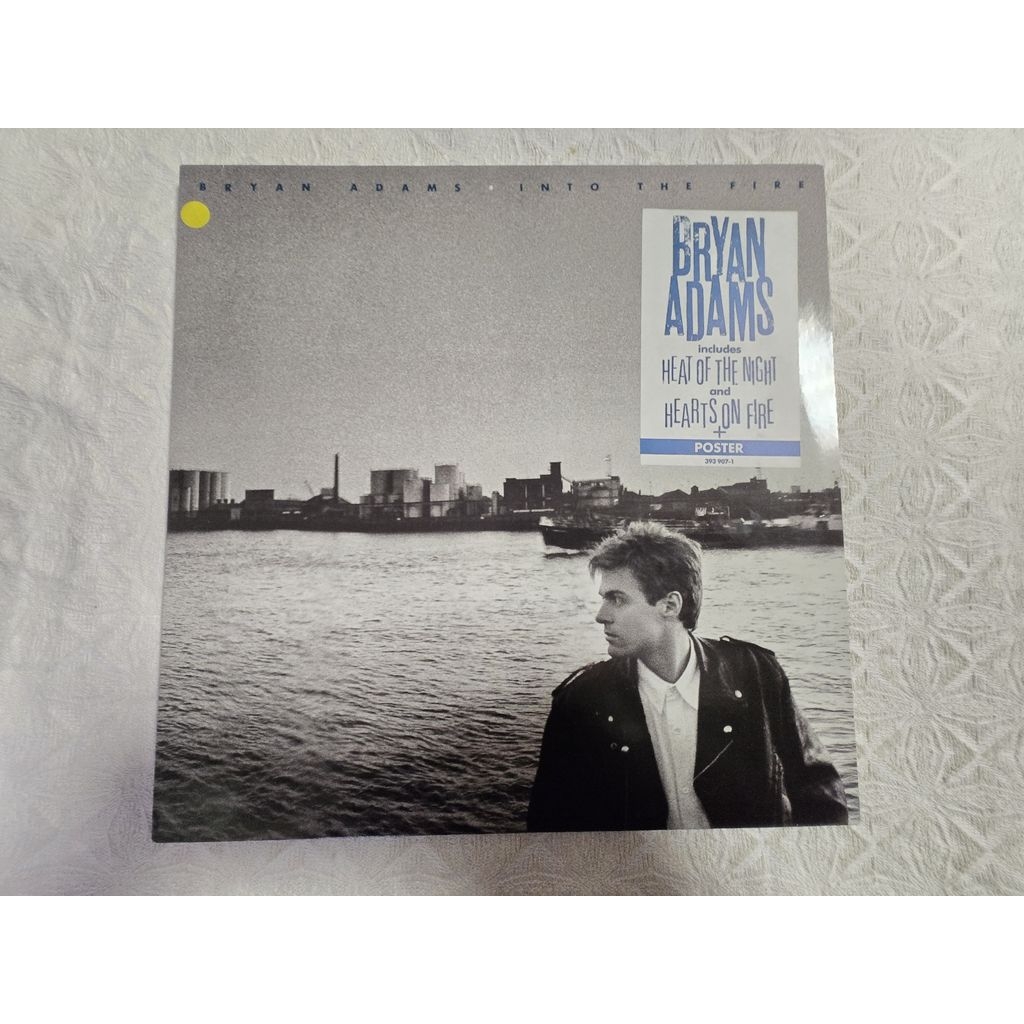 BRYAN ADAMS • INTO THE FIRE
BRYAN
ADAMS
includes
HEAT OF THE NIGHT
and
HEARTS ON FIRE
+
POSTER
393 907-1